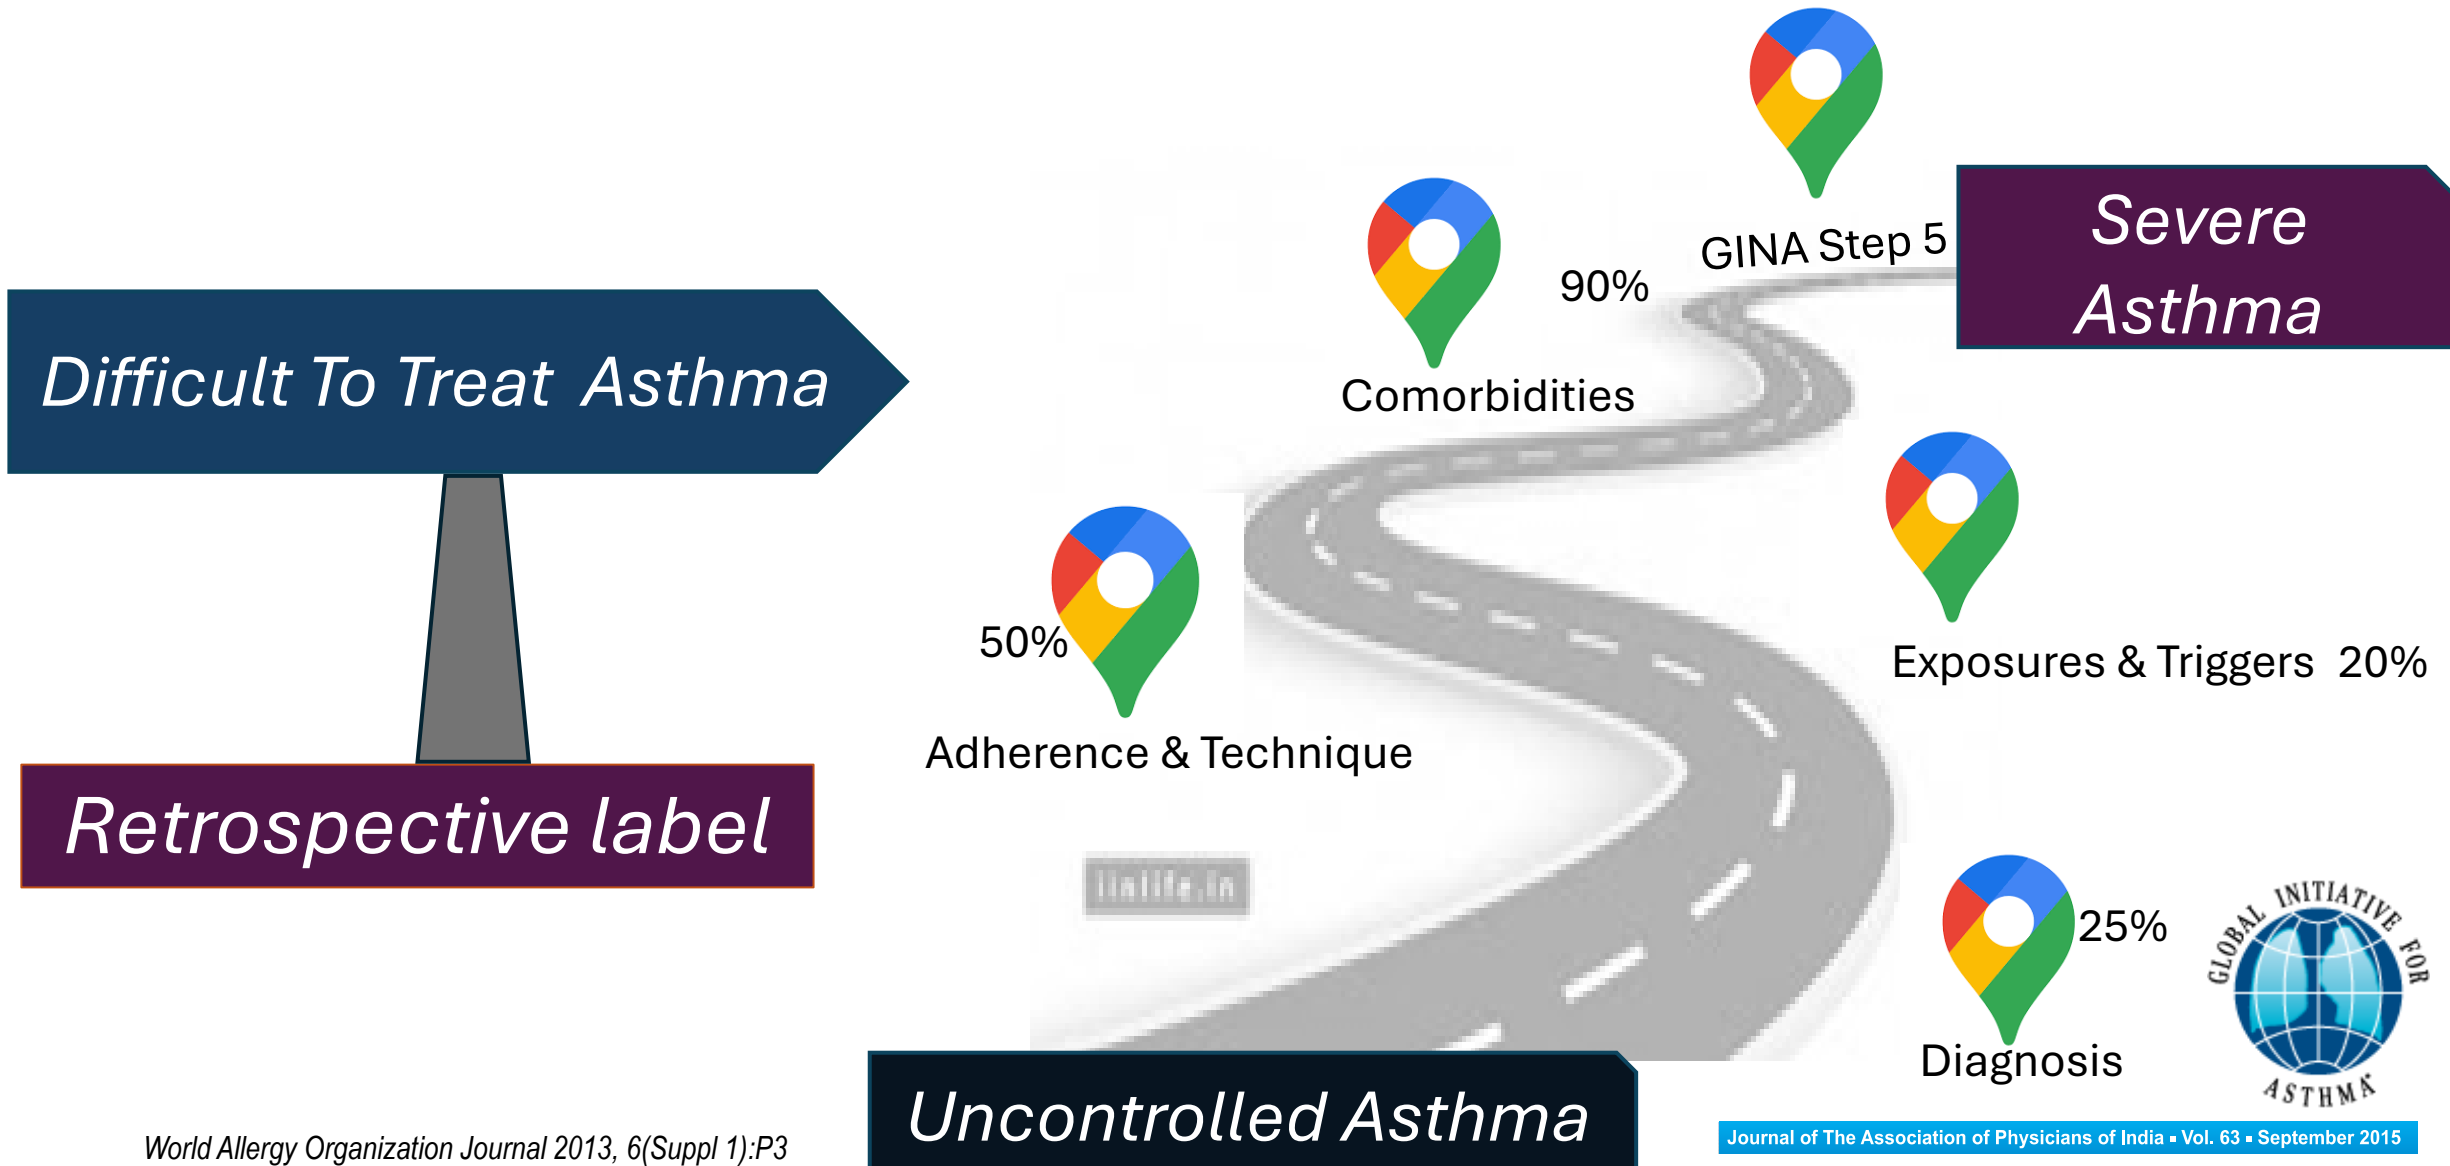 GINA Step 5
Severe
Asthma
90%
Comorbidities
Difficult To Treat Asthma
50%
Adherence & Technique
Exposures & Triggers 20%
Retrospective label
25%
Diagnosis
GLOBAL INITIATIVE FOR
ASTHMA
Uncontrolled Asthma
World Allergy Organization Journal 2013, 6(Suppl 1):P3
Journal of The Association of Physicians of India ▪ Vol. 63 ▪ September 2015